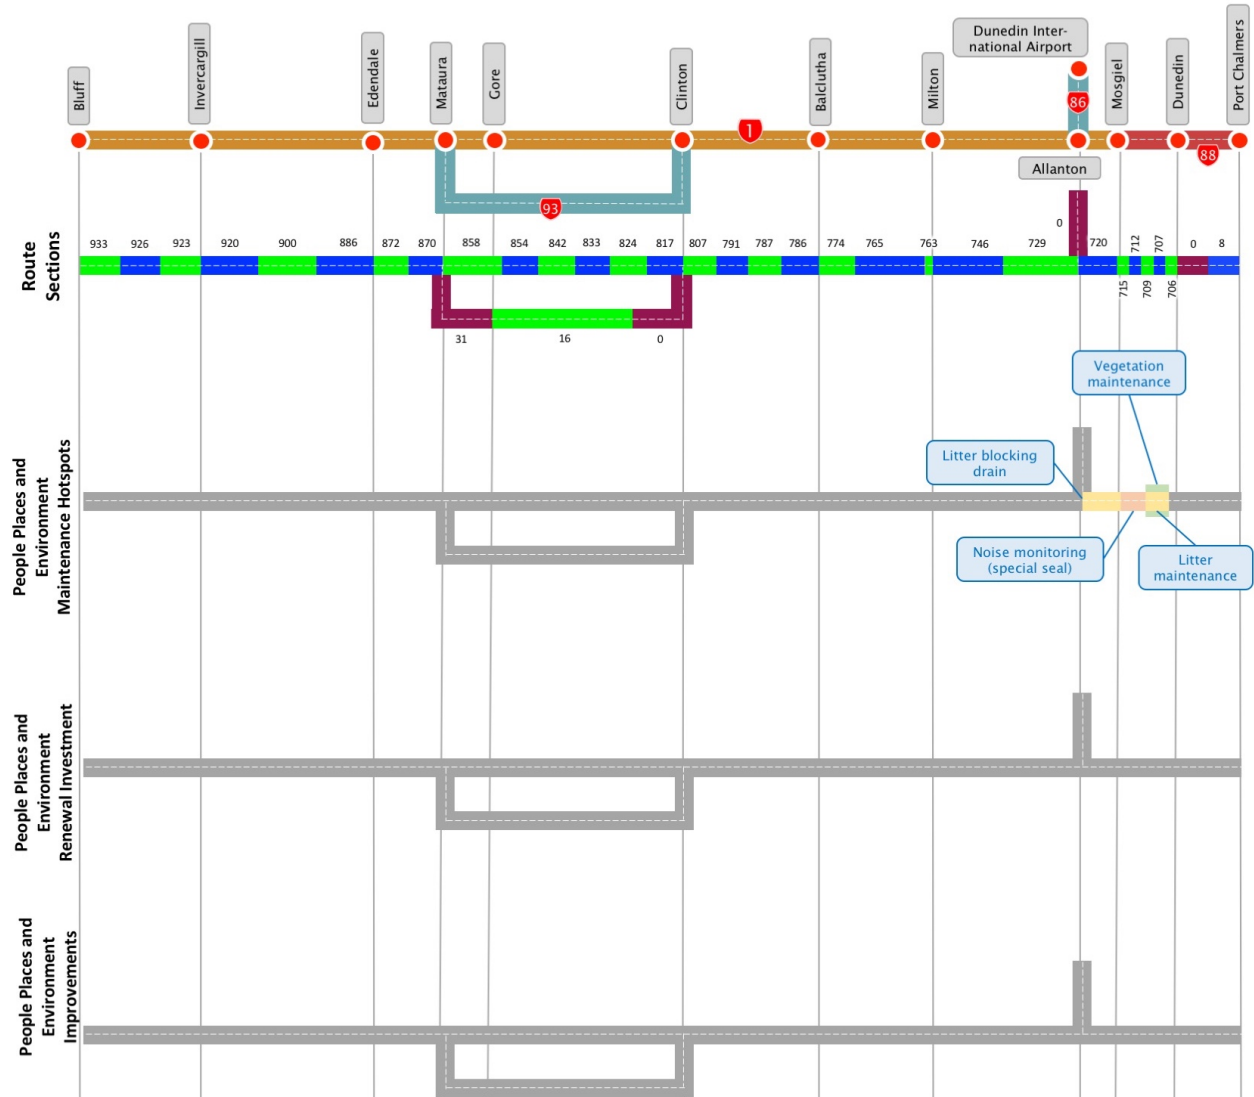 Bluff
Invercargill
Edendale
Mataura
Gore
Clinton
Balclutha
Milton
Dunedin Inter-
national Airport
Mosgiel
Dunedin
Port Chalmers
86
1
88
Allanton
93
Route
Sections
0
933 926 923 920 900 886 872 870 858 854 842 833 824 817 807 791 787 786 774 765 763 746 729 720 712 707 0 8
715 709 706
31 16 0
People Places and
Environment
Maintenance Hotspots
Vegetation
maintenance
Litter blocking
drain
Noise monitoring
(special seal)
Litter
maintenance
People Places and
Environment
Renewal Investment
People Places and
Environment
Improvements